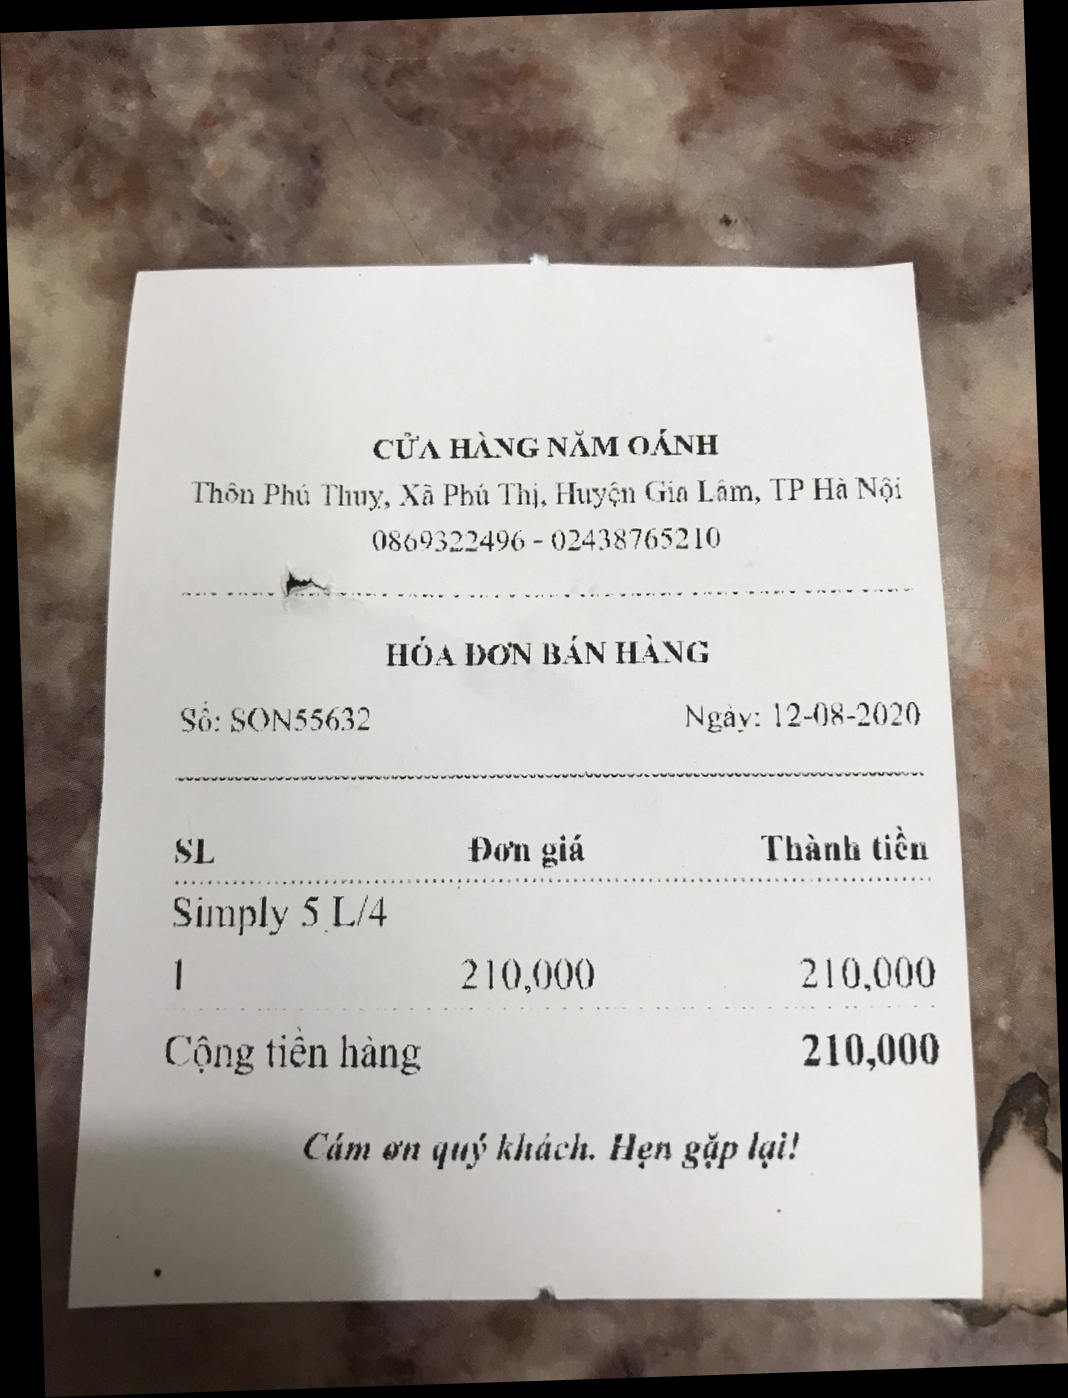 CỬA HÀNG NĂM OÁNH
Thôn Phú Thuy, Xã Phú Thị, Huyện Gia Lâm, TP Hà Nội
0869322496 - 02438765210
HÓA ĐƠN BÁN HÀNG
Số: SON55632 Ngày: 12-08-2020
SL Đơn giá Thành tiền
Simply 5 L/4
1 210,000 210,000
Cộng tiền hàng 210,000
Cám ơn quý khách. Hẹn gặp lại!